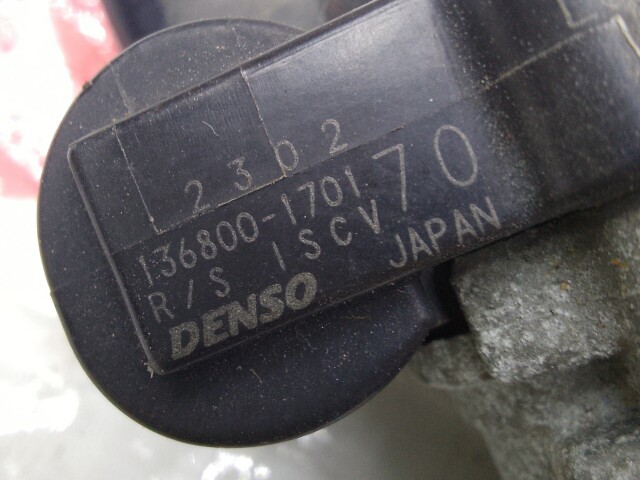 2302
136800-1701 70
R/S ISCV
DENSO JAPAN